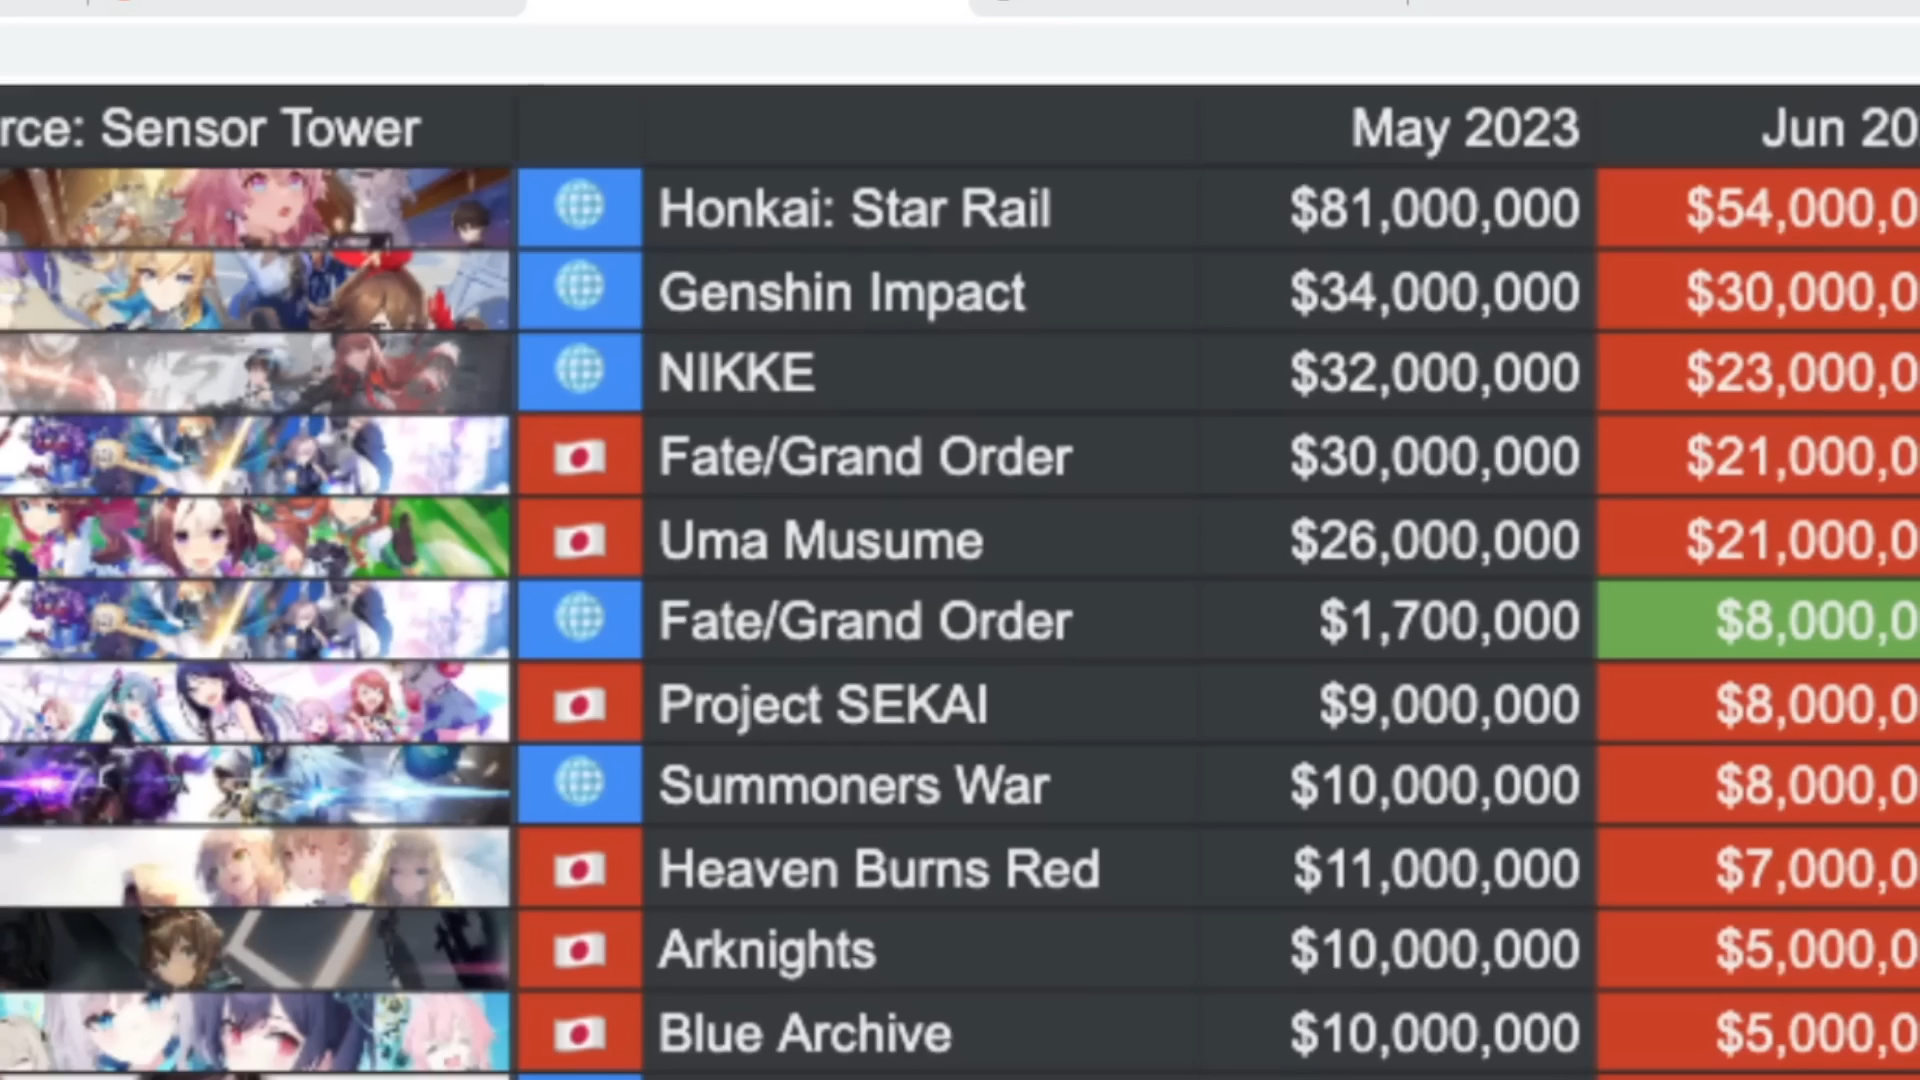 rce: Sensor Tower May 2023 Jun 20
Honkai: Star Rail $81,000,000 $54,000,0
Genshin Impact $34,000,000 $30,000,0
NIKKE $32,000,000 $23,000,0
Fate/Grand Order $30,000,000 $21,000,0
Uma Musume $26,000,000 $21,000,0
Fate/Grand Order $1,700,000 $8,000,0
Project SEKAI $9,000,000 $8,000,0
Summoners War $10,000,000 $8,000,0
Heaven Burns Red $11,000,000 $7,000,0
Arknights $10,000,000 $5,000,0
Blue Archive $10,000,000 $5,000,0